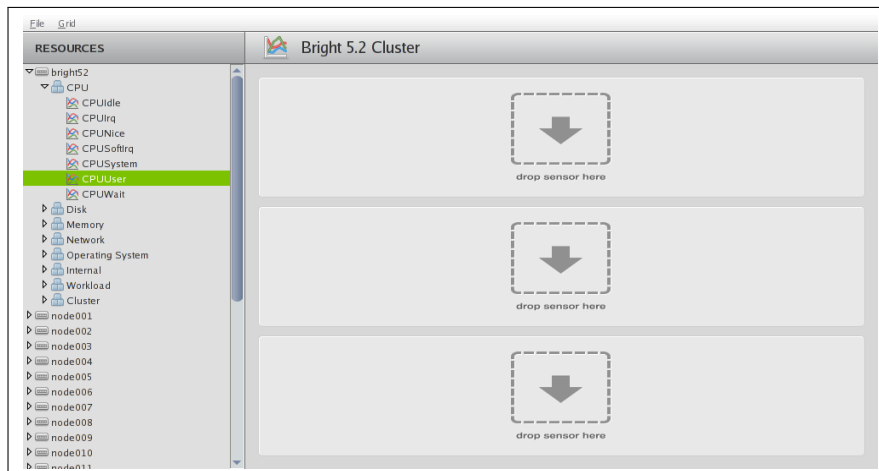 File Grid
RESOURCES
Bright 5.2 Cluster
bright52
CPU
CPUIdle
CPUIrq
CPUNice
CPUSoftIrq
CPUSystem
CPUUser
CPUWait
Disk
Memory
Network
Operating System
Internal
Workload
Cluster
node001
node002
node003
node004
node005
node006
node007
node008
node009
node010
node011
drop sensor here
drop sensor here
drop sensor here